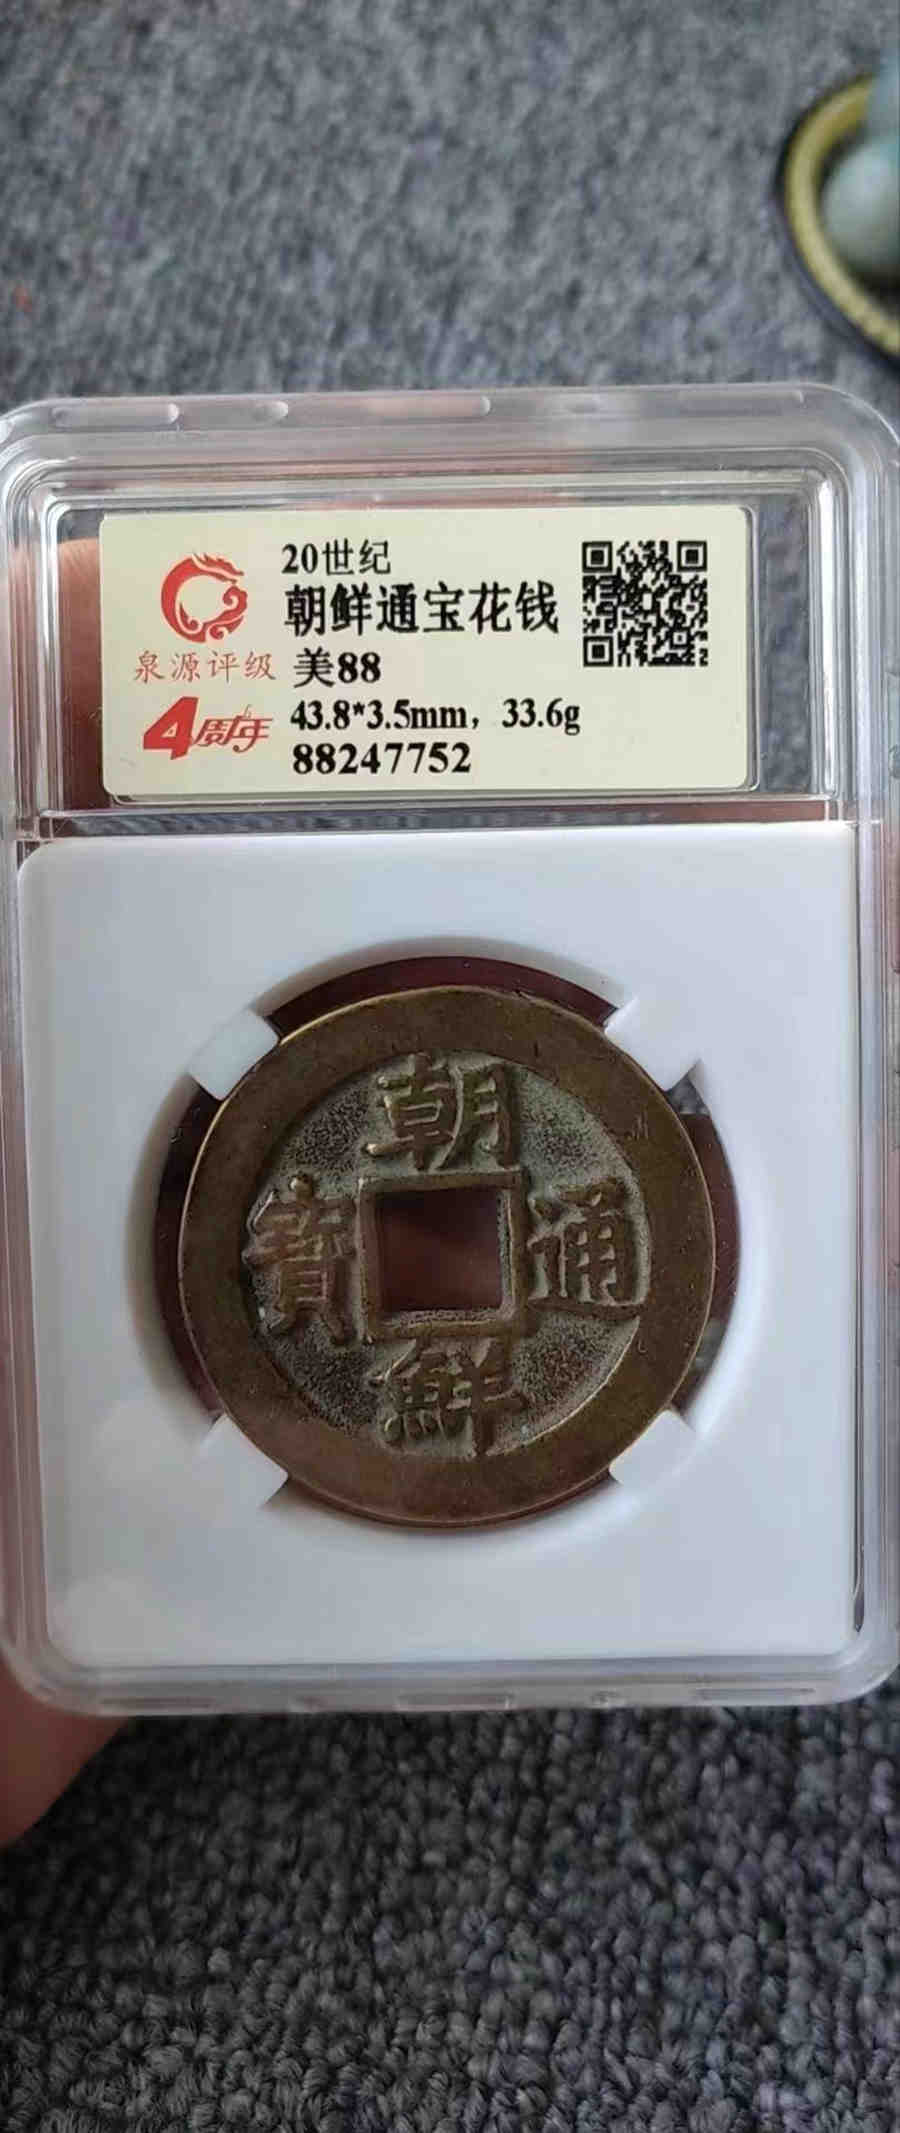 20世纪
朝鲜通宝花钱
泉源评级
美88
4周年
43.8*3.5mm，33.6g
88247752
朝
寶 通
鮮